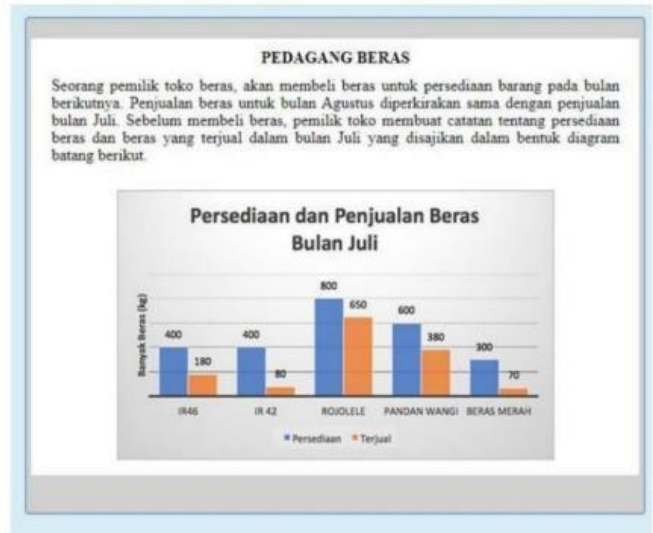 PEDAGANG BERAS
Seorang pemilik toko beras, akan membeli beras untuk persediaan barang pada bulan
berikutnya. Penjualan beras untuk bulan Agustus diperkirakan sama dengan penjualan
bulan Juli. Sebelum membeli beras, pemilik toko membuat catatan tentang persediaan
beras dan beras yang terjual dalam bulan Juli yang disajikan dalam bentuk diagram
batang berikut.
Persediaan dan Penjualan Beras
Bulan Juli
Banyak Beras (kg)
400 180 400 80 800 650 600 380 300 70
IR46 IR 42 ROJOLELE PANDAN WANGI BERAS MERAH
Persediaan Terjual